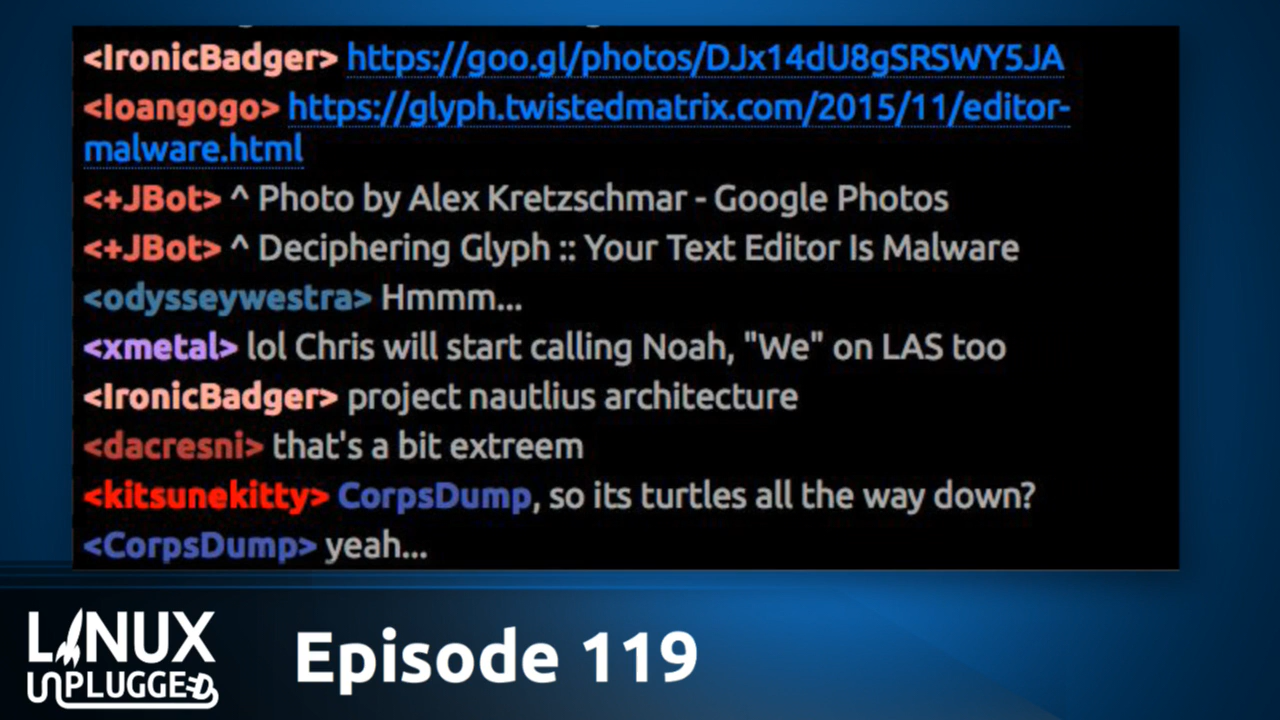 <IronicBadger> https://goo.gl/photos/DJx14dU8gSRSWY5JA
<Ioangogo> https://glyph.twistedmatrix.com/2015/11/editor-
malware.html
<+JBot> ^ Photo by Alex Kretzschmar - Google Photos
<+JBot> ^ Deciphering Glyph :: Your Text Editor Is Malware
<odysseywestra> Hmmm...
<xmetal> lol Chris will start calling Noah, "We" on LAS too
<IronicBadger> project nautlius architecture
<dacresni> that's a bit extreem
<kitsunekitty> CorpsDump, so its turtles all the way down?
<CorpsDump> yeah...
LINUX
UNPLUGGED
Episode 119